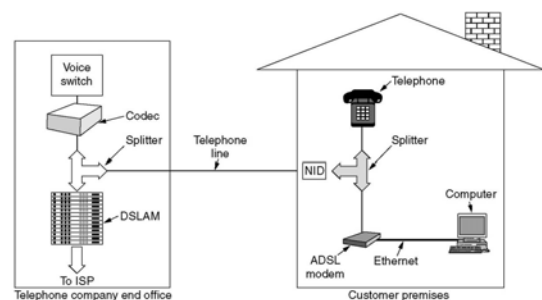 Voice
switch
Codec
Splitter
Telephone
line
DSLAM
To ISP
Telephone company end office
Telephone
Splitter
NID
Computer
ADSL
modem
Ethernet
Customer premises